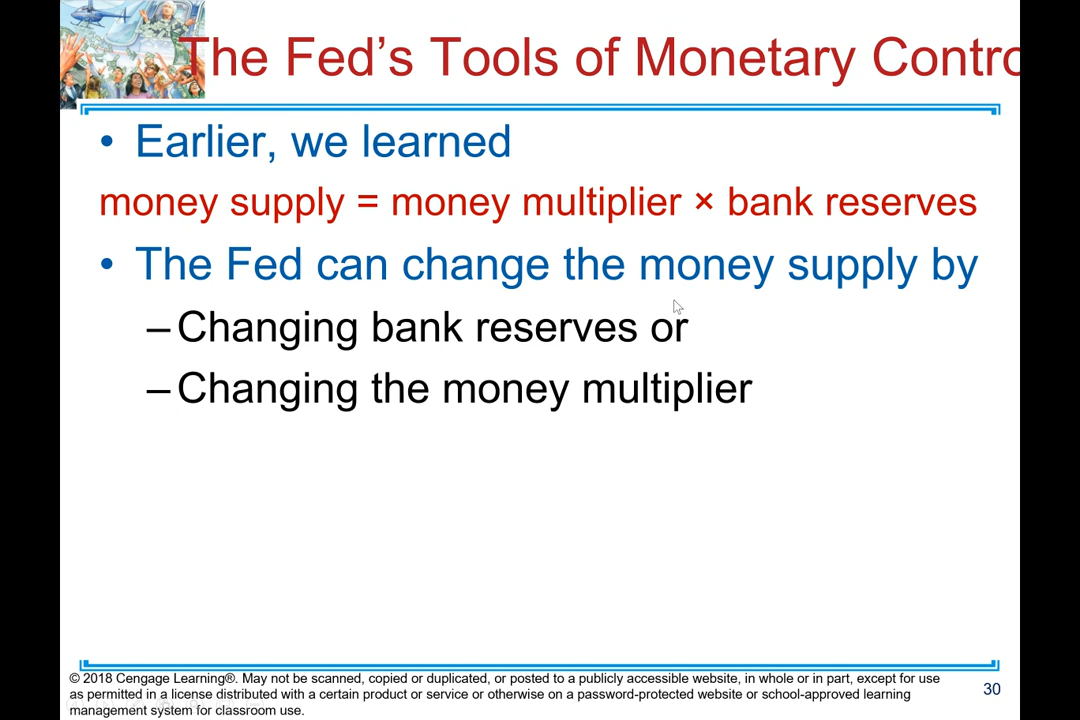 The Fed's Tools of Monetary Contro
• Earlier, we learned
money supply = money multiplier × bank reserves
• The Fed can change the money supply by
–Changing bank reserves or
–Changing the money multiplier
© 2018 Cengage Learning®. May not be scanned, copied or duplicated, or posted to a publicly accessible website, in whole or in part, except for use
as permitted in a license distributed with a certain product or service or otherwise on a password-protected website or school-approved learning
management system for classroom use.
30